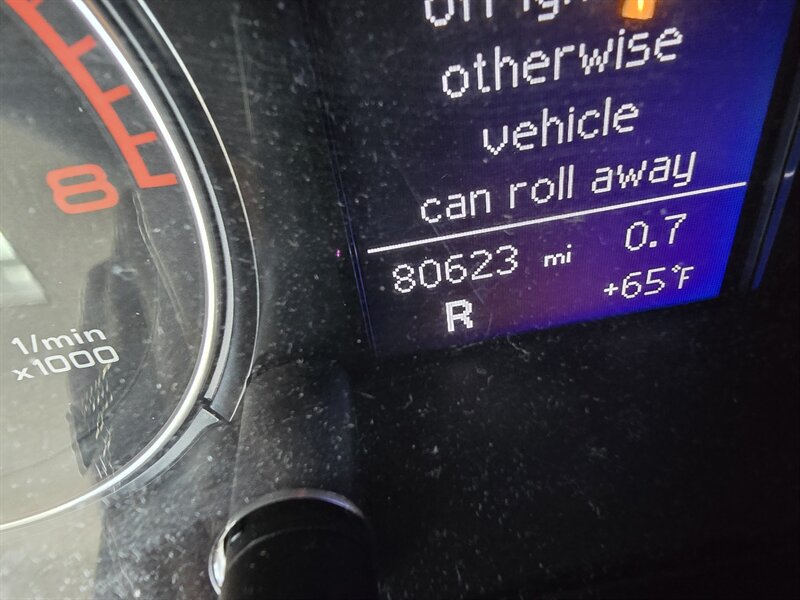 8
1/min
x1000
otherwise
vehicle
can roll away
80623 mi 0.7
R +65°F